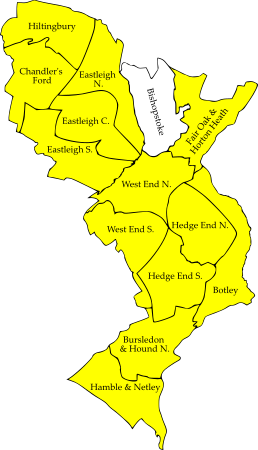 Hiltingbury
Chandler's
Ford
Eastleigh
N.
Bishopstoke
Fair Oak &
Horton Heath
Eastleigh C.
Eastleigh S.
West End N.
West End S.
Hedge End N.
Hedge End S.
Botley
Bursledon
& Hound N.
Hamble & Netley